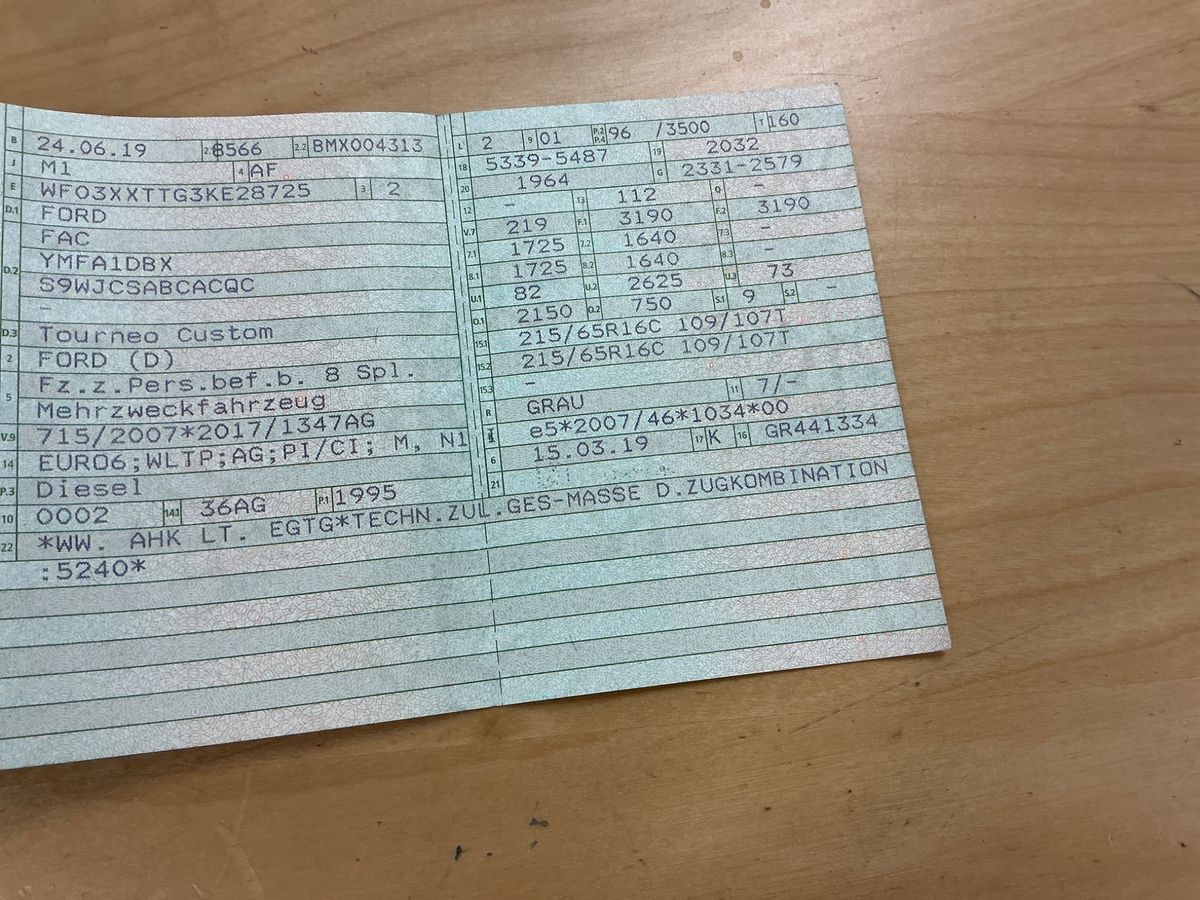 B 24.06.19 2.1 8566 2.2 BMX004313
J M1 4 AF
E WF03XXTTG3KE28725 3 2
D.1 FORD
FAC
D.2 YMFA1DBX
S9WJCSABCACQC
—
D.3 Tourneo Custom
2 FORD (D)
5 Fz.z.Pers.bef.b. 8 Spl.
Mehrzweckfahrzeug
V.9 715/2007*2017/1347AG
14 EURO6;WLTP;AG;PI/CI; M, N1
P.3 Diesel
10 0002 14.1 36AG P.1 1995
22 *WW. AHK LT. EGTG*TECHN.ZUL.GES-MASSE D.ZUGKOMBINATION
:5240*
L 2 9 01 P.2 P.4 96 /3500 T 160
18 5339-5487 19 2032
20 1964 G 2331-2579
12 – 13 112 Q –
V.7 219 F.1 3190 F.2 3190
7.1 1725 7.2 1640 7.3 –
8.1 1725 8.2 1640 8.3 –
U.1 82 U.2 2625 U.3 73
O.1 2150 O.2 750 S.1 9 S.2 –
15.1 215/65R16C 109/107T
15.2 215/65R16C 109/107T
15.3 –
R GRAU 11 7/-
K e5*2007/46*1034*00
6 15.03.19 17 K 16 GR441334
21